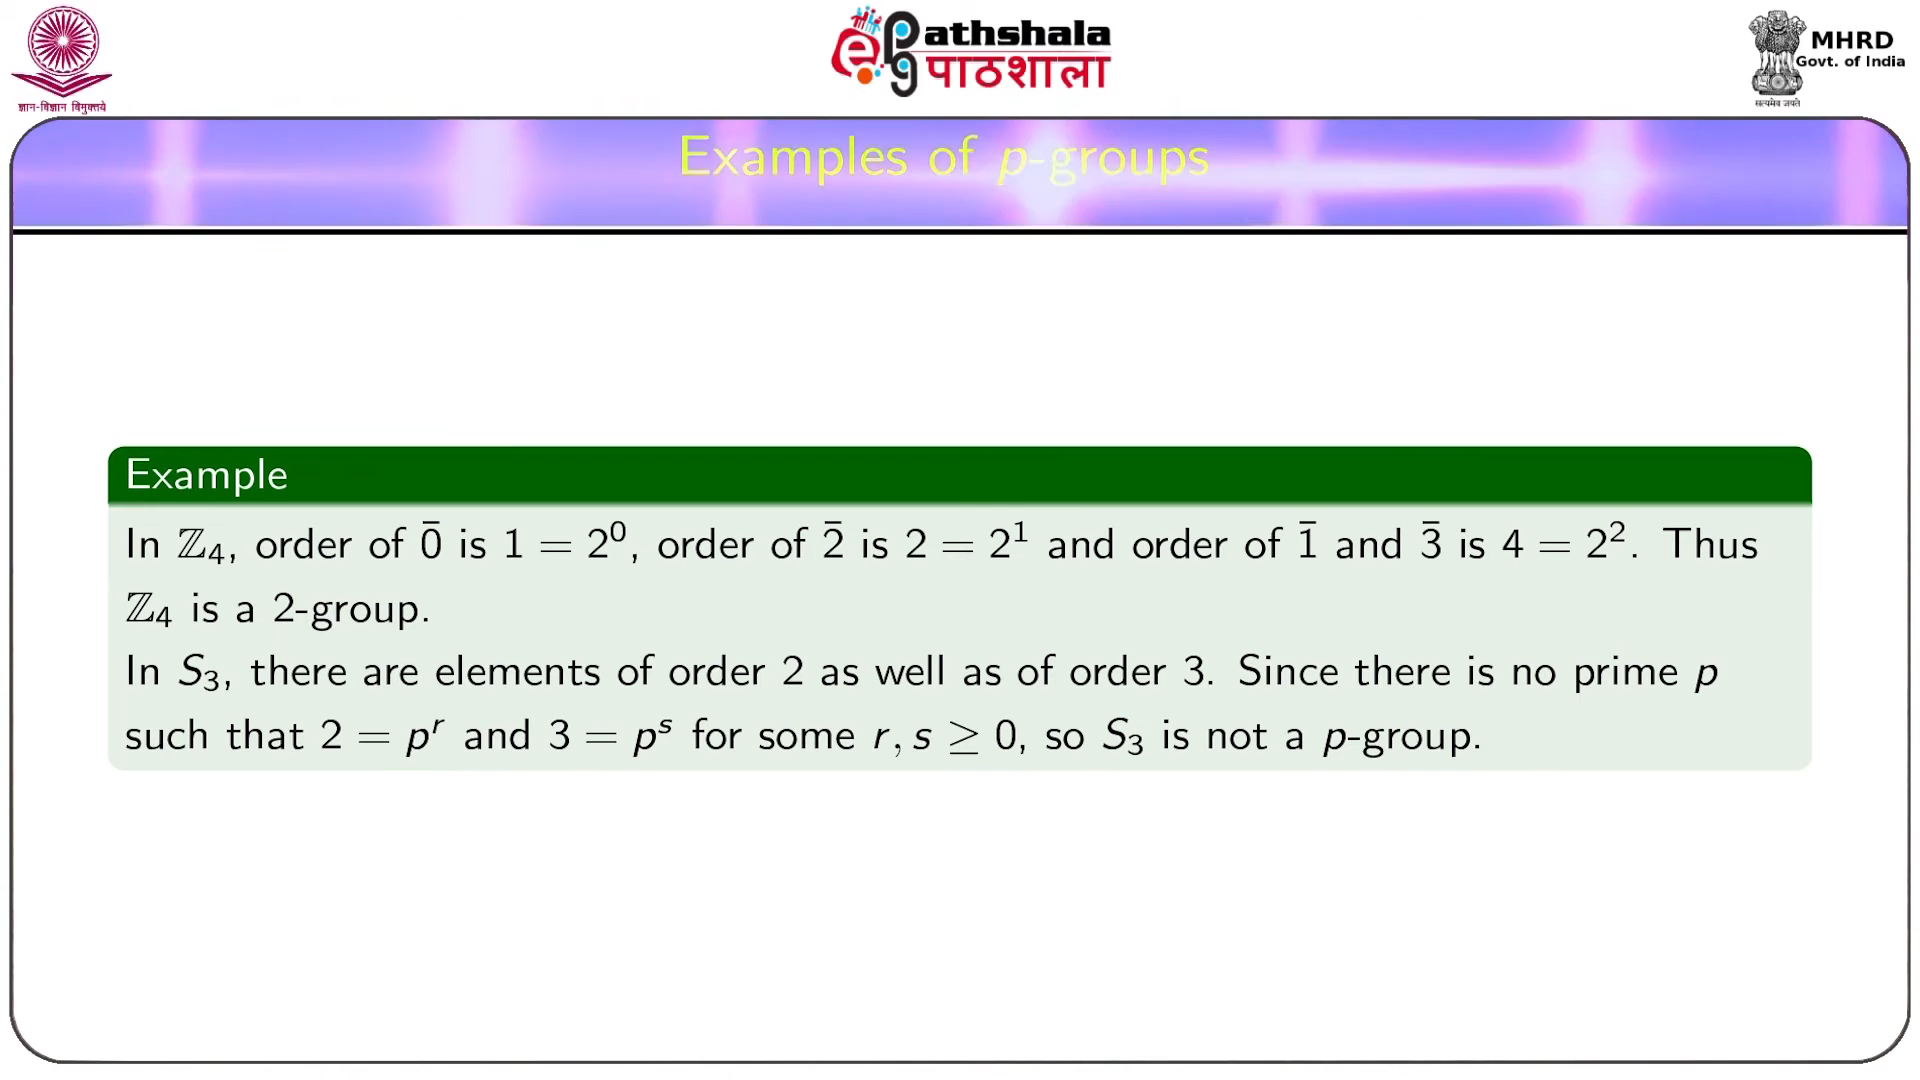 ज्ञान-विज्ञान विमुक्तये
ePG Pathshala
पाठशाला
MHRD
Govt. of India
सत्यमेव जयते
Examples of p-groups
Example
In ℤ₄, order of 0̄ is 1 = 2⁰, order of 2̄ is 2 = 2¹ and order of 1̄ and 3̄ is 4 = 2². Thus
ℤ₄ is a 2-group.
In S₃, there are elements of order 2 as well as of order 3. Since there is no prime p
such that 2 = pʳ and 3 = pˢ for some r, s ≥ 0, so S₃ is not a p-group.